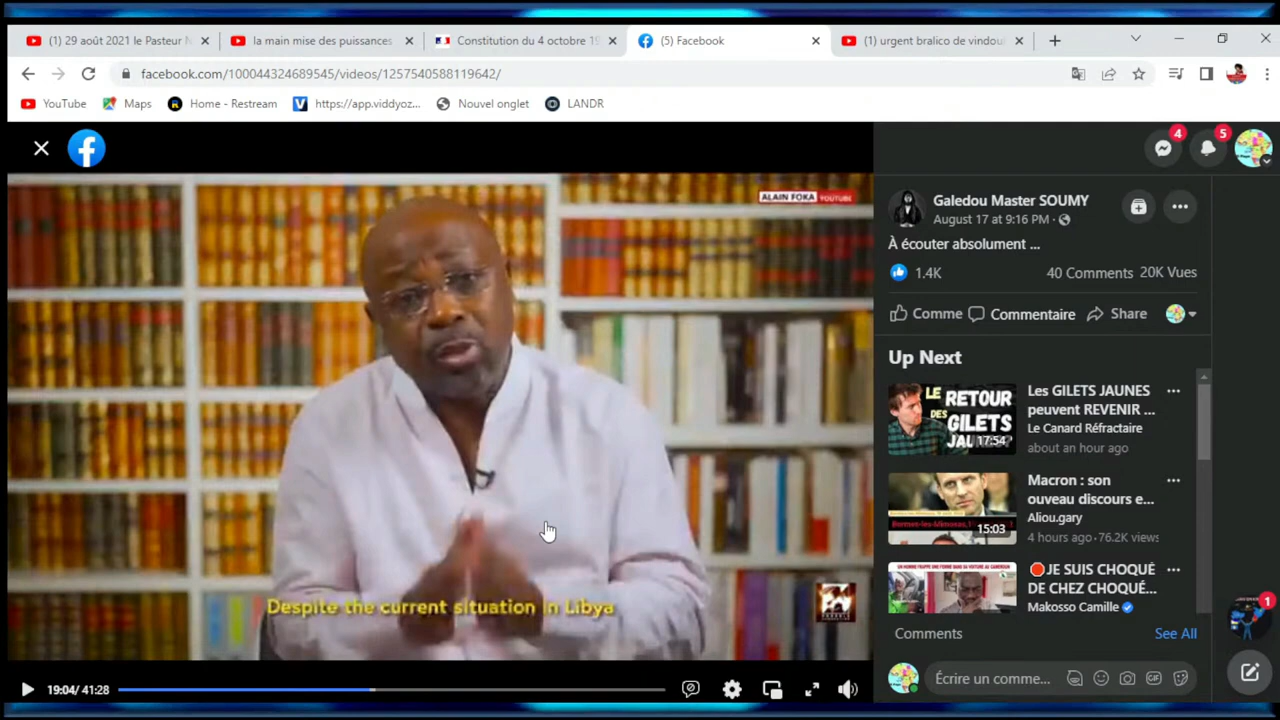 (1) 29 août 2021 le Pasteur N
la main mise des puissances
Constitution du 4 octobre 19
(5) Facebook
(1) urgent bralico de vindou
facebook.com/100044324689545/videos/1257540588119642/
YouTube
Maps
Home - Restream
https://app.viddyoz...
Nouvel onglet
LANDR
4
5
ALAIN FOKA YOUTUBE
Galedou Master SOUMY
August 17 at 9:16 PM
À écouter absolument ...
1.4K
40 Comments
20K Vues
Comme
Commentaire
Share
Up Next
LE RETOUR DES GILETS
17:54
Les GILETS JAUNES
peuvent REVENIR ...
Le Canard Réfractaire
about an hour ago
15:03
Macron : son
ouveau discours e...
Aliou.gary
4 hours ago · 76.2K views
JE SUIS CHOQUÉ
DE CHEZ CHOQUÉ...
Makosso Camille
Despite the current situation in Libya
1
Comments
See All
Écrire un comme...
19:04 / 41:28